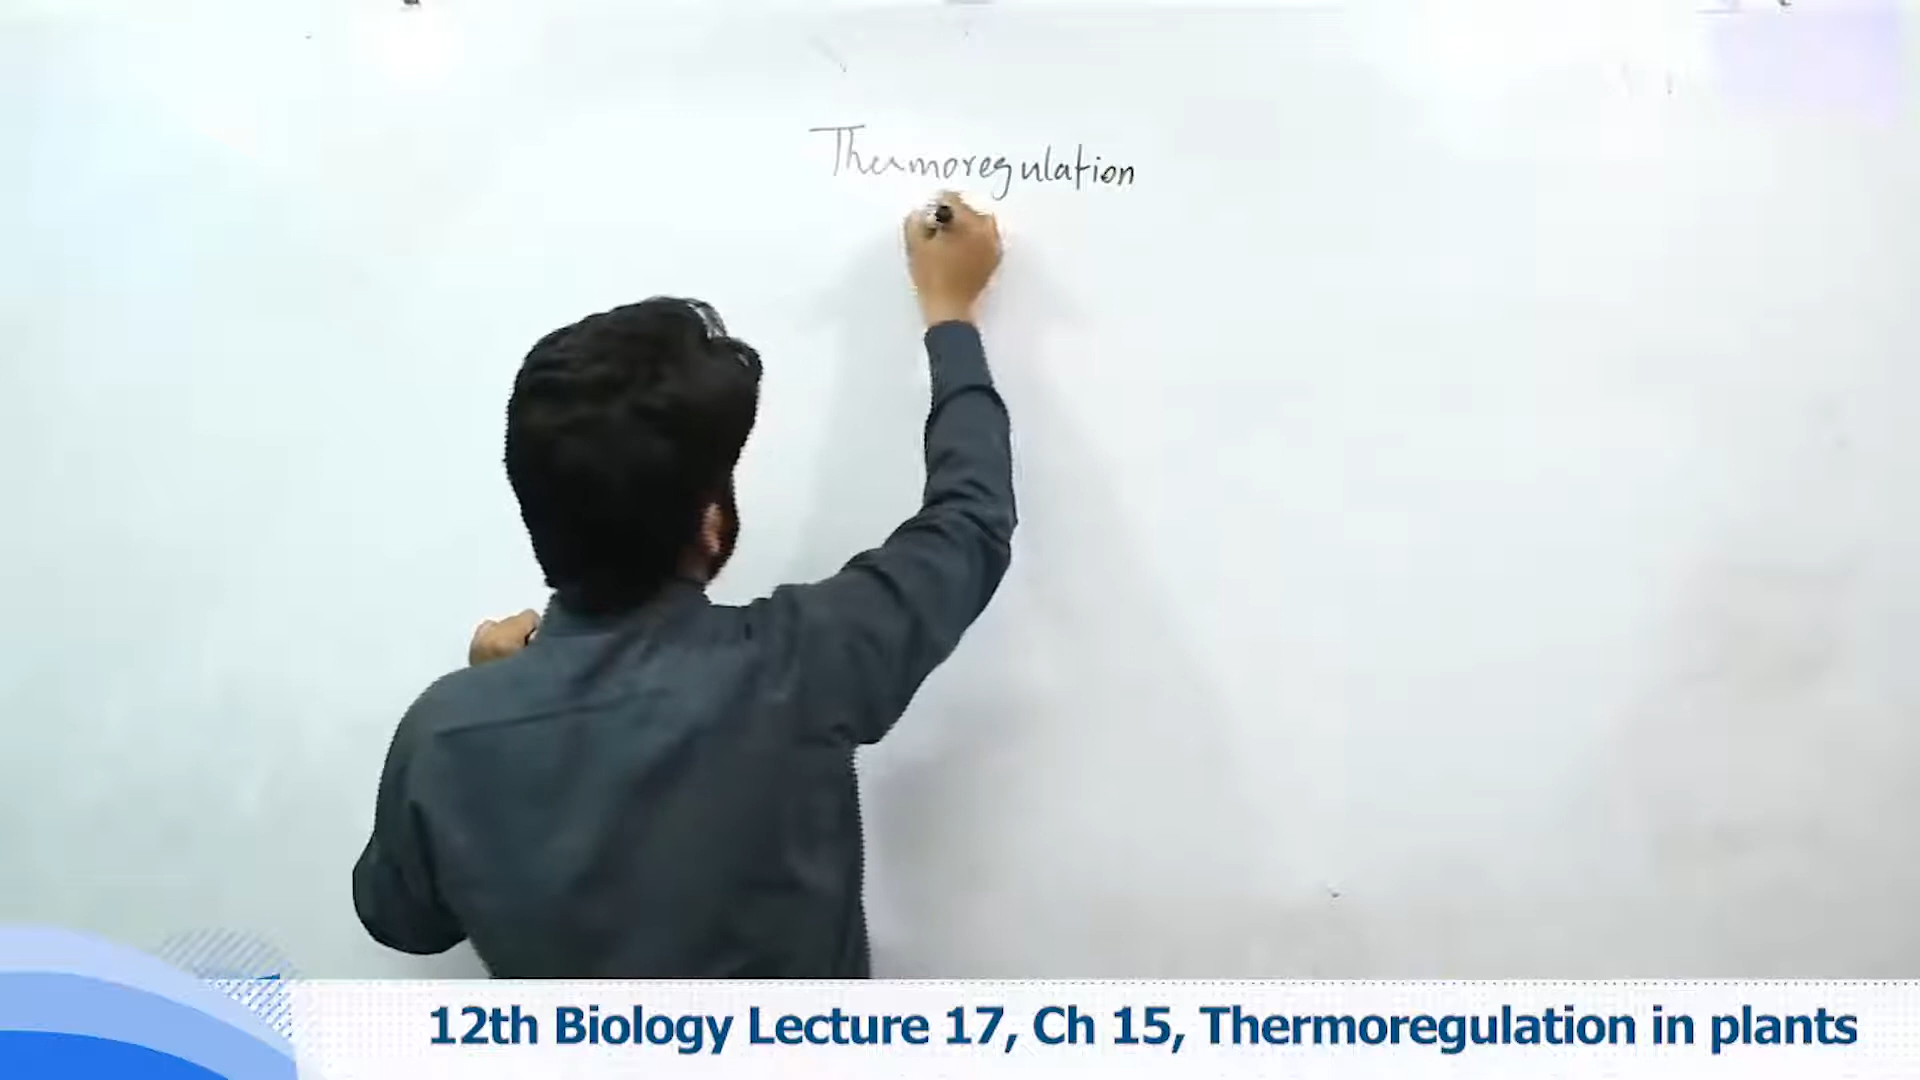 Thermoregulation
12th Biology Lecture 17, Ch 15, Thermoregulation in plants